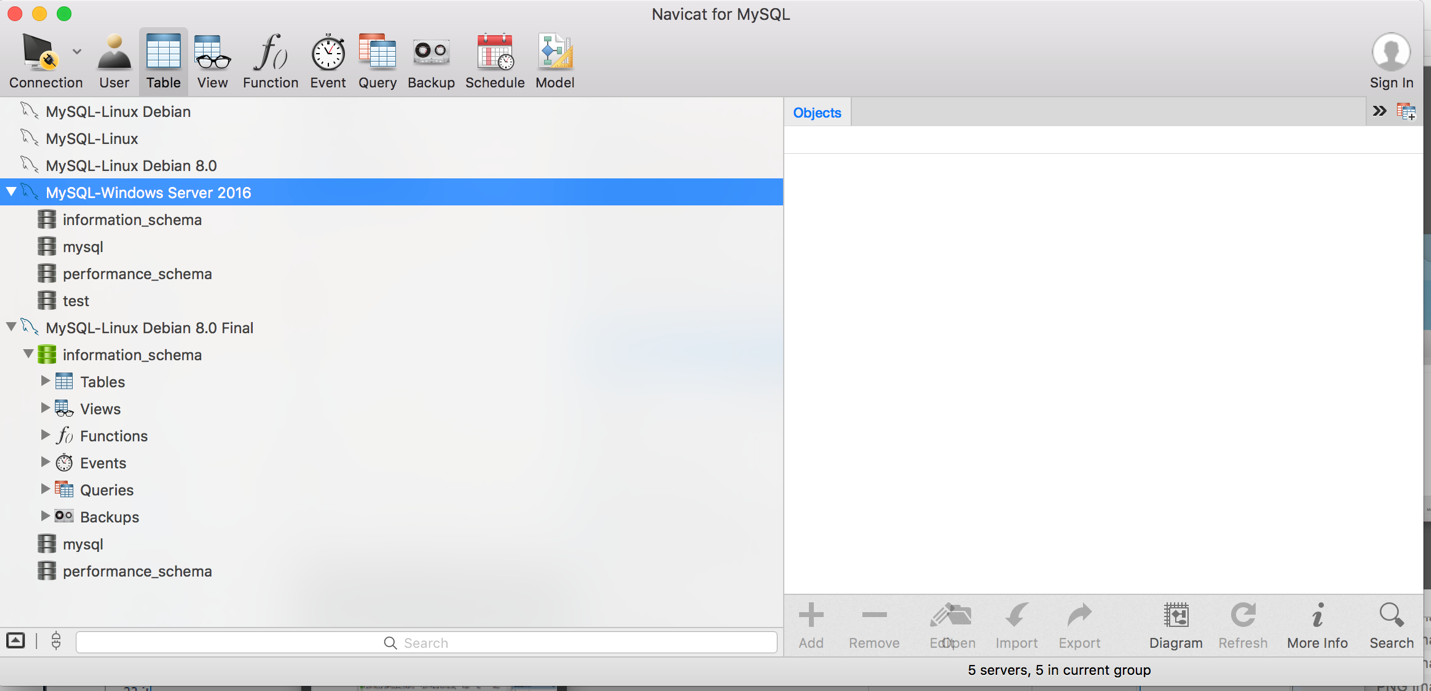 Navicat for MySQL
Connection User Table View Function Event Query Backup Schedule Model Sign In
MySQL-Linux Debian
MySQL-Linux
MySQL-Linux Debian 8.0
MySQL-Windows Server 2016
information_schema
mysql
performance_schema
test
MySQL-Linux Debian 8.0 Final
information_schema
Tables
Views
Functions
Events
Queries
Backups
mysql
performance_schema
Search
Objects
Add Remove Edit Open Import Export Diagram Refresh More Info Search
5 servers, 5 in current group